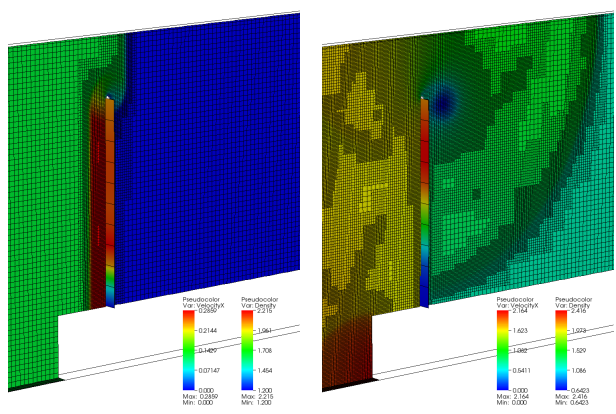 Pseudocolor
Var: VelocityX
0.2859
0.2144
0.1429
0.07147
0.000
Max: 0.2859
Min: 0.000
Pseudocolor
Var: Density
2.215
1.961
1.708
1.454
1.200
Max: 2.215
Min: 1.200
Pseudocolor
Var: VelocityX
2.164
1.623
1.082
0.5411
0.000
Max: 2.164
Min: 0.000
Pseudocolor
Var: Density
2.416
1.973
1.529
1.086
0.6423
Max: 2.416
Min: 0.6423